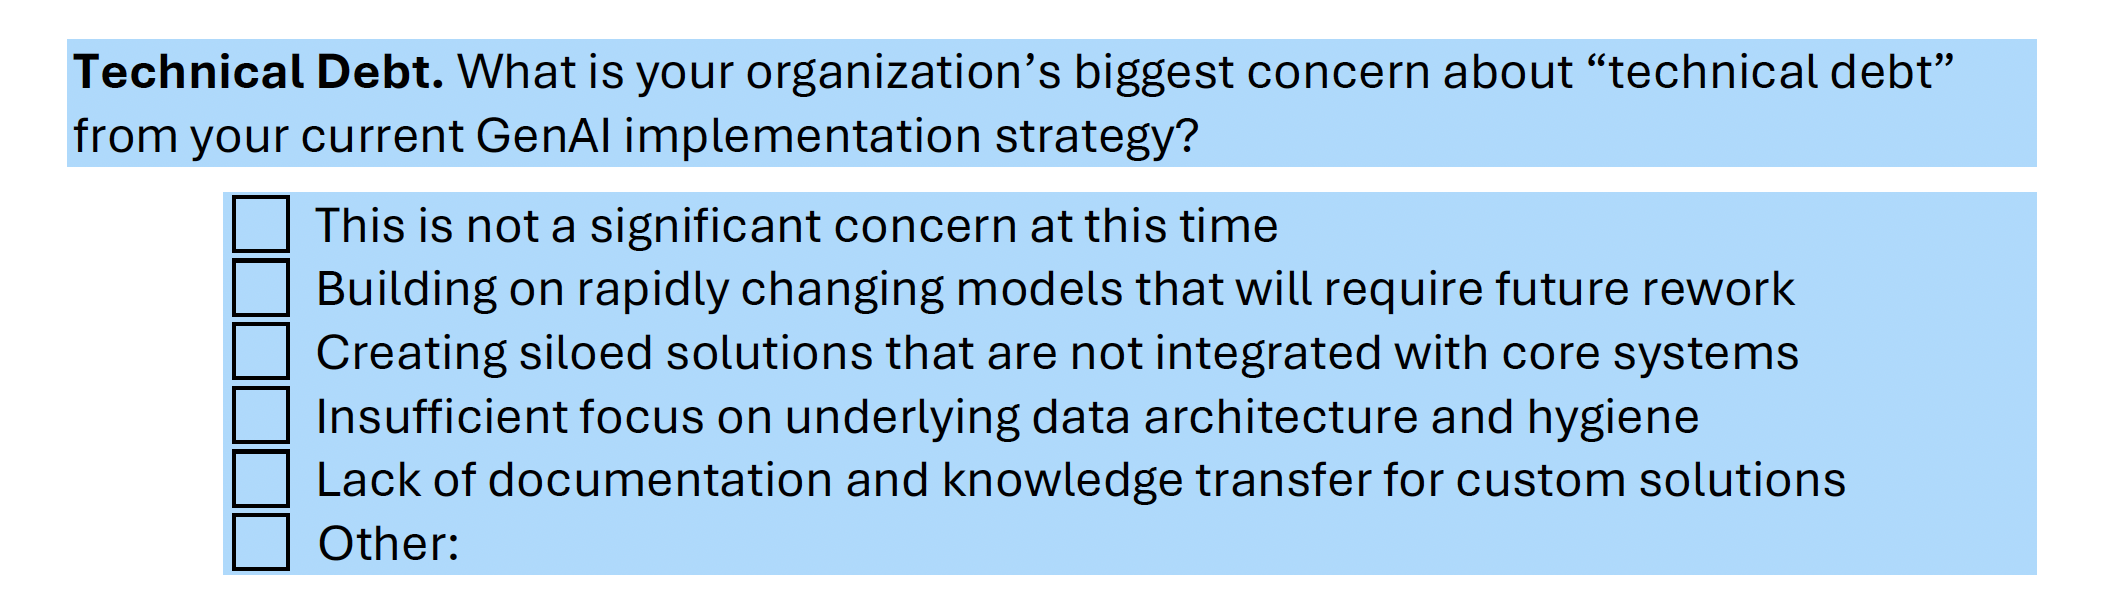 Technical Debt. What is your organization’s biggest concern about “technical debt”
from your current GenAI implementation strategy?
This is not a significant concern at this time
Building on rapidly changing models that will require future rework
Creating siloed solutions that are not integrated with core systems
Insufficient focus on underlying data architecture and hygiene
Lack of documentation and knowledge transfer for custom solutions
Other: